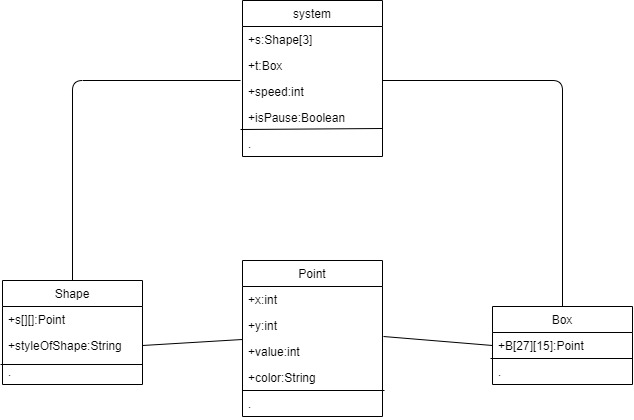 system
+s:Shape[3]
+t:Box
+speed:int
+isPause:Boolean
.
Shape
+s[][]:Point
+styleOfShape:String
.
Point
+x:int
+y:int
+value:int
+color:String
.
Box
+B[27][15]:Point
.